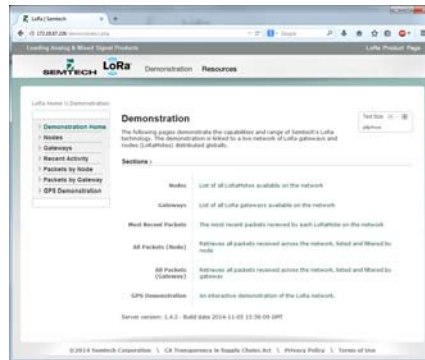 LoRa | Semtech
Leading Analog & Mixed Signal Products
LoRa Product Page
SEMTECH LoRa Demonstration Resources
LoRa Home \ Demonstration
Demonstration Home
Nodes
Gateways
Recent Activity
Packets by Node
Packets by Gateway
GPS Demonstration
Demonstration
Text Size
The following pages demonstrate the capabilities and range of Semtech's LoRa
technology. The demonstration is linked to a live network of LoRa gateways and
nodes (LoRaMotes) distributed globally.
Sections :
Nodes List of all LoRaMotes available on the network
Gateways List of all LoRa gateways available on the network
Most Recent Packets The most recent packets received by each LoRaMote on the network
All Packets (Node) Retrieves all packets received across the network, listed and filtered by
node
All Packets
(Gateway) Retrieves all packets received across the network, listed and filtered by
gateway
GPS Demonstration An interactive demonstration of the LoRa network.
Server version: 1.4.2 - Build date 2014-11-05 15:36:09 GMT
©2014 Semtech Corporation \ CA Transparency in Supply Chains Act \ Privacy Policy \ Terms of Use